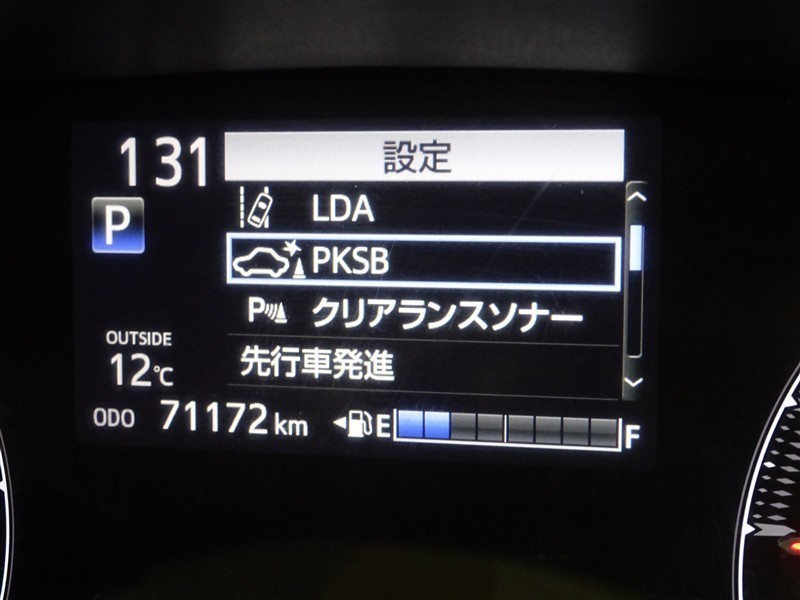 131
設定
P
LDA
PKSB
P クリアランスソナー
先行車発進
OUTSIDE
12℃
ODO 71172 km E F